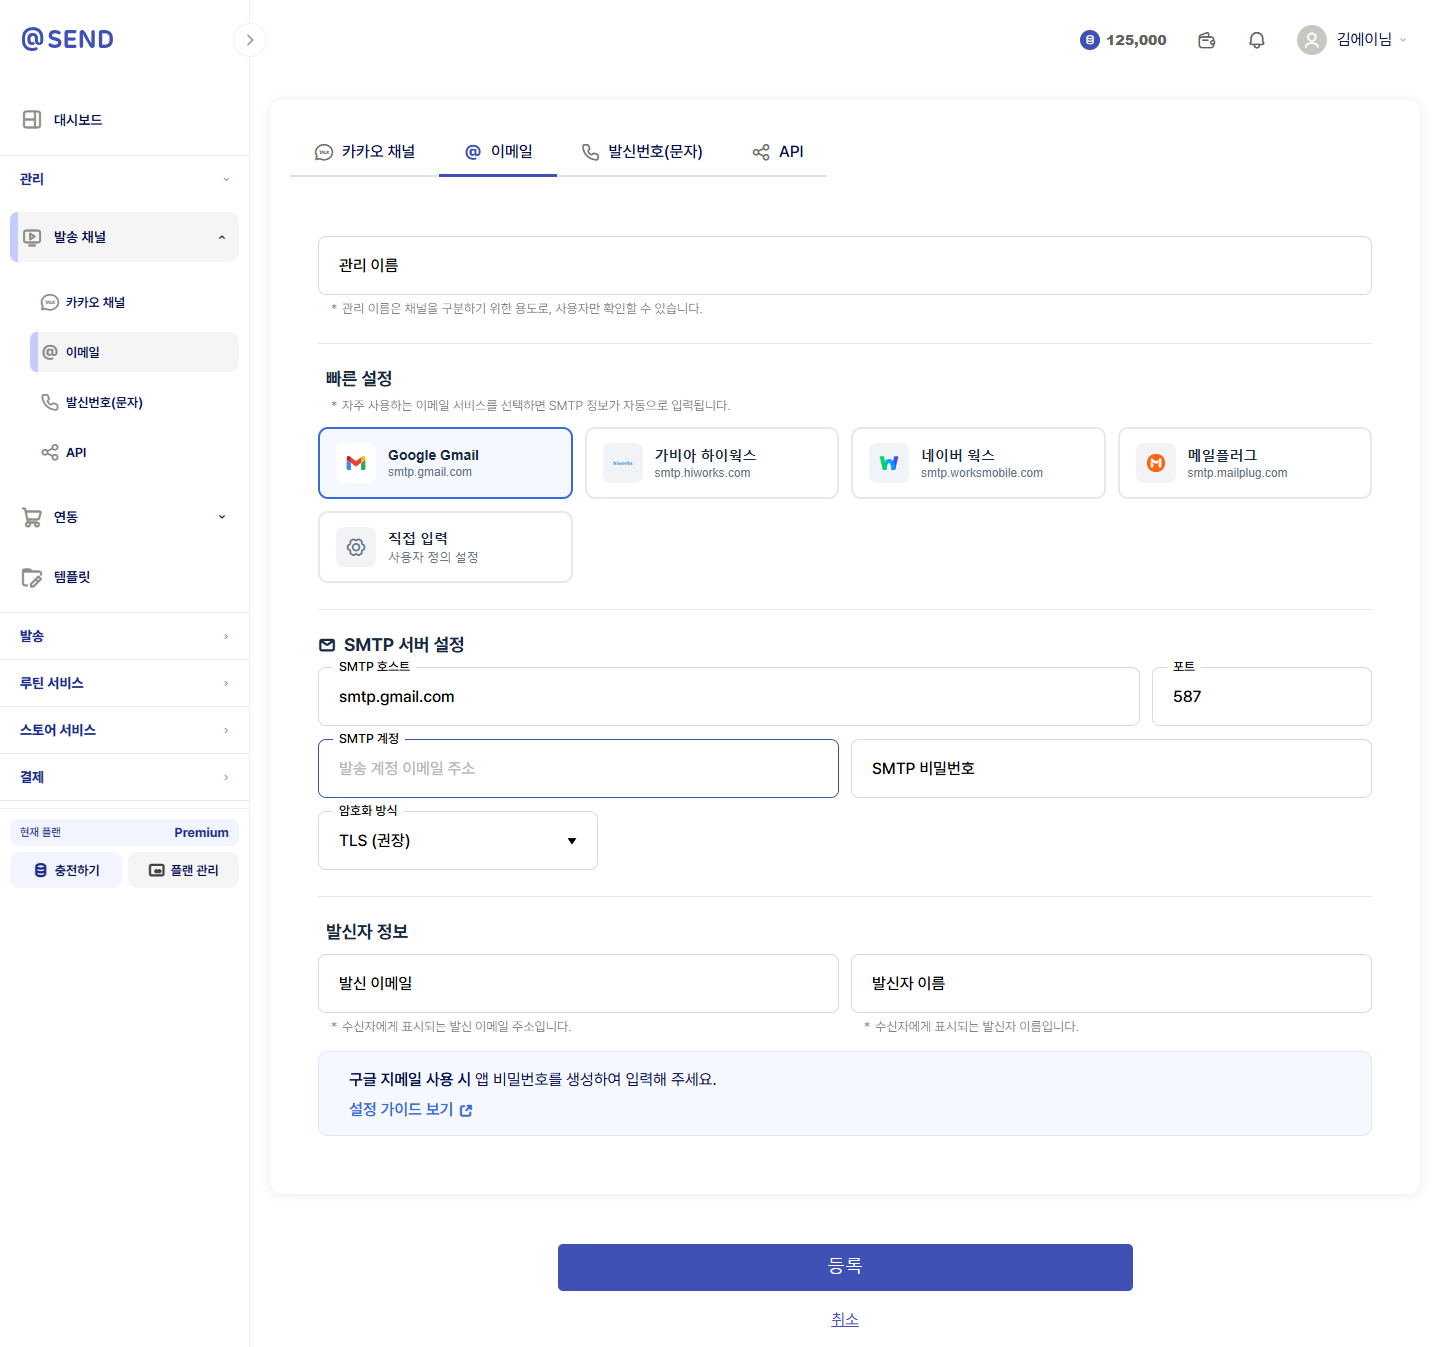 @SEND
125,000
김에이님
대시보드
관리
발송 채널
카카오 채널
이메일
발신번호(문자)
API
연동
템플릿
발송
루틴 서비스
스토어 서비스
결제
현재 플랜 Premium
충전하기
플랜 관리
카카오 채널
이메일
발신번호(문자)
API
관리 이름
* 관리 이름은 채널을 구분하기 위한 용도로, 사용자만 확인할 수 있습니다.
빠른 설정
* 자주 사용하는 이메일 서비스를 선택하면 SMTP 정보가 자동으로 입력됩니다.
Google Gmail
smtp.gmail.com
hiworks
가비아 하이웍스
smtp.hiworks.com
네이버 웍스
smtp.worksmobile.com
메일플러그
smtp.mailplug.com
직접 입력
사용자 정의 설정
SMTP 서버 설정
SMTP 호스트
smtp.gmail.com
포트
587
SMTP 계정
발송 계정 이메일 주소
SMTP 비밀번호
암호화 방식
TLS (권장)
발신자 정보
발신 이메일
* 수신자에게 표시되는 발신 이메일 주소입니다.
발신자 이름
* 수신자에게 표시되는 발신자 이름입니다.
구글 지메일 사용 시 앱 비밀번호를 생성하여 입력해 주세요.
설정 가이드 보기
등록
취소